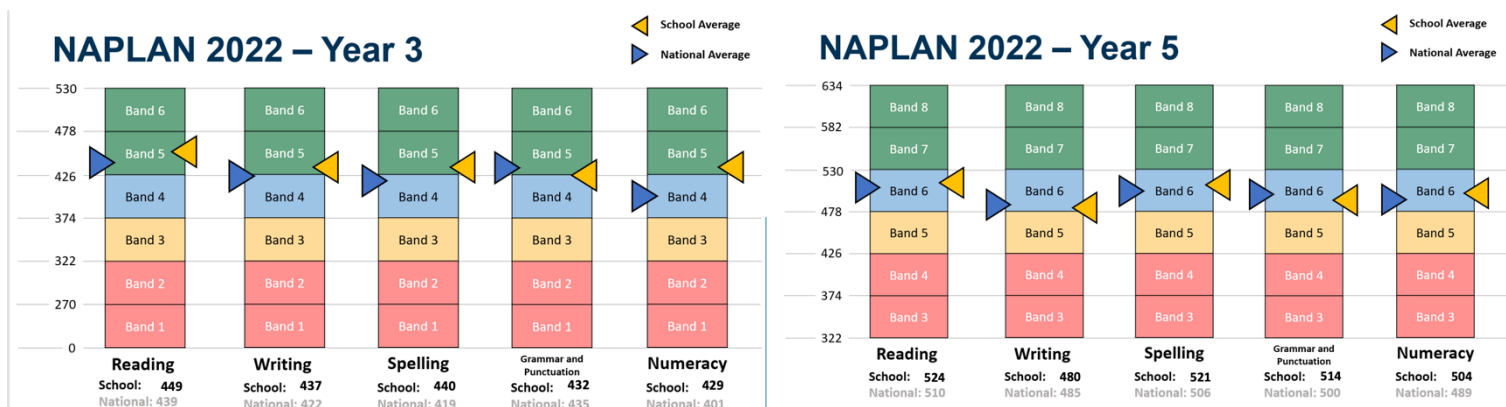 NAPLAN 2022 – Year 3
School Average
National Average
530
478
426
374
322
270
0
Band 6 Band 6 Band 6 Band 6 Band 6
Band 5 Band 5 Band 5 Band 5 Band 5
Band 4 Band 4 Band 4 Band 4 Band 4
Band 3 Band 3 Band 3 Band 3 Band 3
Band 2 Band 2 Band 2 Band 2 Band 2
Band 1 Band 1 Band 1 Band 1 Band 1
Reading Writing Spelling Grammar and Punctuation Numeracy
School: 449 School: 437 School: 440 School: 432 School: 429
National: 439 National: 422 National: 419 National: 435 National: 401
NAPLAN 2022 – Year 5
School Average
National Average
634
582
530
478
426
374
322
Band 8 Band 8 Band 8 Band 8 Band 8
Band 7 Band 7 Band 7 Band 7 Band 7
Band 6 Band 6 Band 6 Band 6 Band 6
Band 5 Band 5 Band 5 Band 5 Band 5
Band 4 Band 4 Band 4 Band 4 Band 4
Band 3 Band 3 Band 3 Band 3 Band 3
Reading Writing Spelling Grammar and Punctuation Numeracy
School: 524 School: 480 School: 521 School: 514 School: 504
National: 510 National: 485 National: 506 National: 500 National: 489